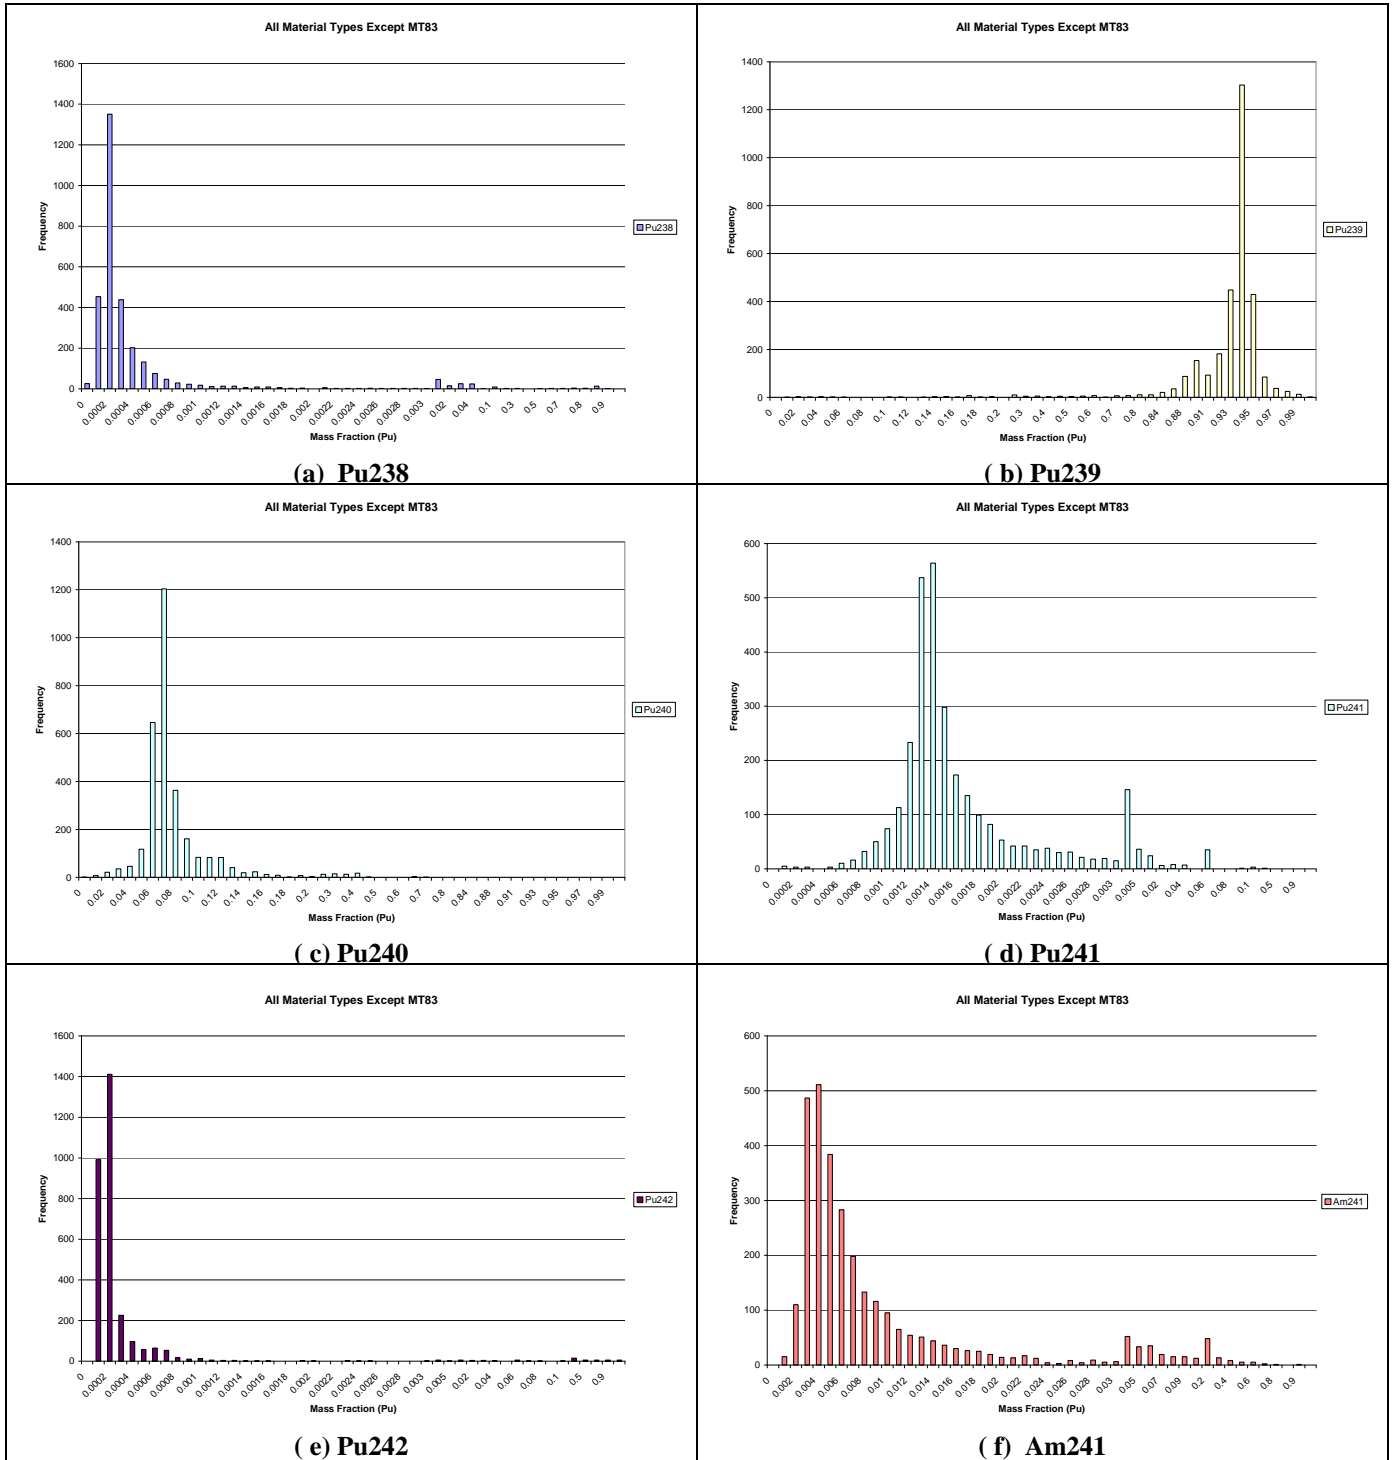 All Material Types Except MT83
1600
1400
1200
1000
800
600
400
200
0
Frequency
0 0.0002 0.0004 0.0006 0.0008 0.001 0.0012 0.0014 0.0016 0.0018 0.002 0.0022 0.0024 0.0026 0.0028 0.003 0.02 0.04 0.1 0.3 0.5 0.7 0.8 0.9
Mass Fraction (Pu)
Pu238
(a) Pu238
All Material Types Except MT83
1400
1200
1000
800
600
400
200
0
Frequency
0 0.02 0.04 0.06 0.08 0.1 0.12 0.14 0.16 0.18 0.2 0.3 0.4 0.5 0.6 0.7 0.8 0.84 0.88 0.91 0.93 0.95 0.97 0.99
Mass Fraction (Pu)
Pu239
( b) Pu239
All Material Types Except MT83
1400
1200
1000
800
600
400
200
0
Frequency
0 0.02 0.04 0.06 0.08 0.1 0.12 0.14 0.16 0.18 0.2 0.3 0.4 0.5 0.6 0.7 0.8 0.84 0.88 0.91 0.93 0.95 0.97 0.99
Mass Fraction (Pu)
Pu240
( c) Pu240
All Material Types Except MT83
600
500
400
300
200
100
0
Frequency
0 0.0002 0.0004 0.0006 0.0008 0.001 0.0012 0.0014 0.0016 0.0018 0.002 0.0022 0.0024 0.0026 0.0028 0.003 0.005 0.02 0.04 0.06 0.08 0.1 0.5 0.9
Mass Fraction (Pu)
Pu241
( d) Pu241
All Material Types Except MT83
1600
1400
1200
1000
800
600
400
200
0
Frequency
0 0.0002 0.0004 0.0006 0.0008 0.001 0.0012 0.0014 0.0016 0.0018 0.002 0.0022 0.0024 0.0026 0.0028 0.003 0.005 0.02 0.04 0.06 0.08 0.1 0.5 0.9
Mass Fraction (Pu)
Pu242
( e) Pu242
All Material Types Except MT83
600
500
400
300
200
100
0
Frequency
0 0.002 0.004 0.006 0.008 0.01 0.012 0.014 0.016 0.018 0.02 0.022 0.024 0.026 0.028 0.03 0.05 0.07 0.09 0.2 0.4 0.6 0.8 0.9
Mass Fraction (Pu)
Am241
( f) Am241